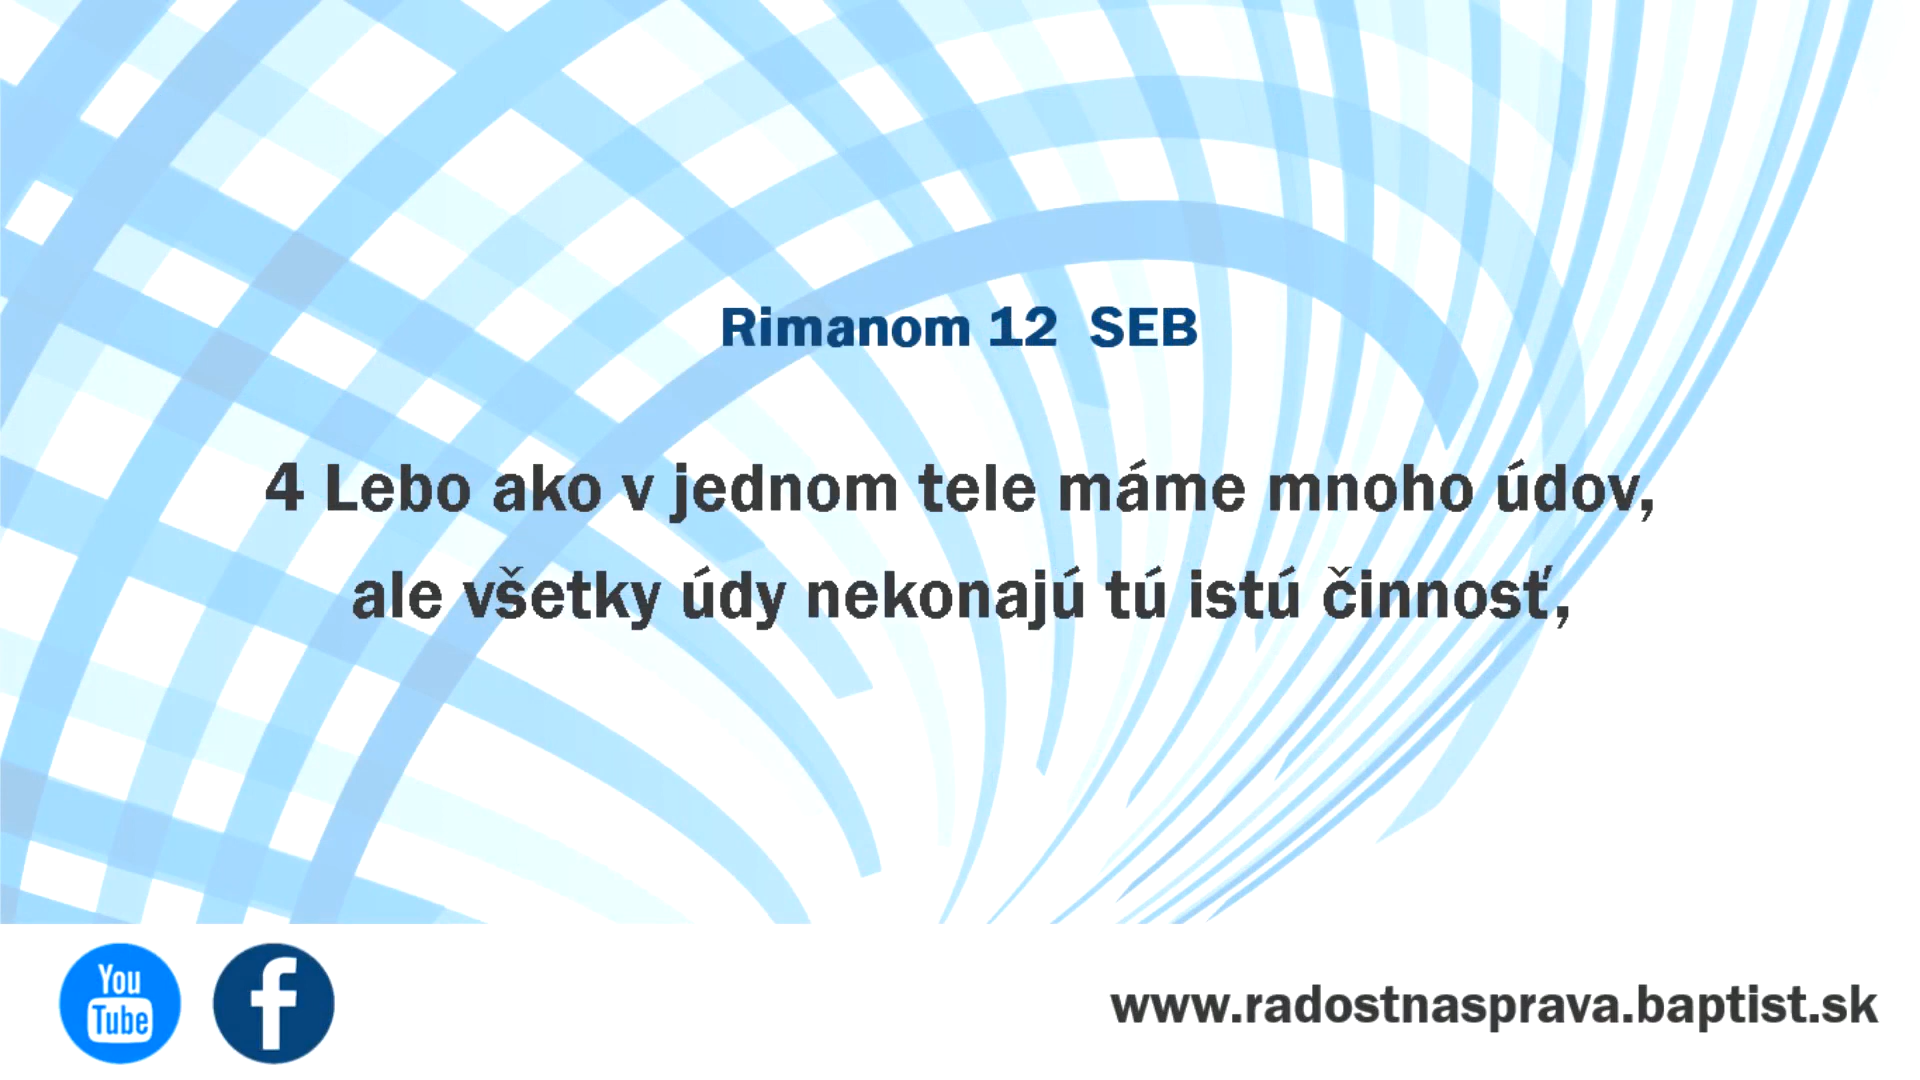 Rimanom 12 SEB
4 Lebo ako v jednom tele máme mnoho údov,
ale všetky údy nekonajú tú istú činnosť,
You
Tube
f
www.radostnasprava.baptist.sk